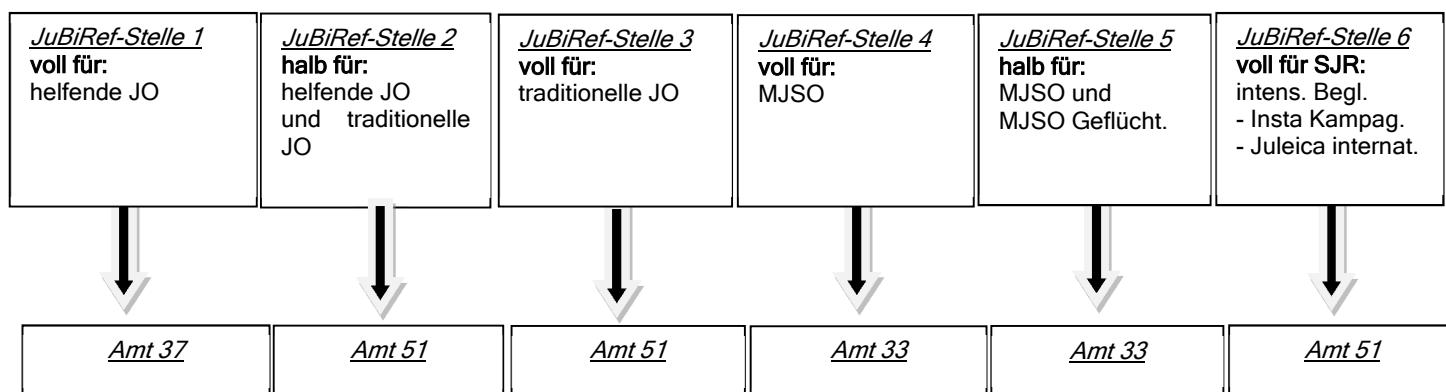 JuBiRef-Stelle 1
voll für:
helfende JO
JuBiRef-Stelle 2
halb für:
helfende JO
und traditionelle
JO
JuBiRef-Stelle 3
voll für:
traditionelle JO
JuBiRef-Stelle 4
voll für:
MJSO
JuBiRef-Stelle 5
halb für:
MJSO und
MJSO Geflücht.
JuBiRef-Stelle 6
voll für SJR:
intens. Begl.
- Insta Kampag.
- Juleica internat.
Amt 37
Amt 51
Amt 51
Amt 33
Amt 33
Amt 51